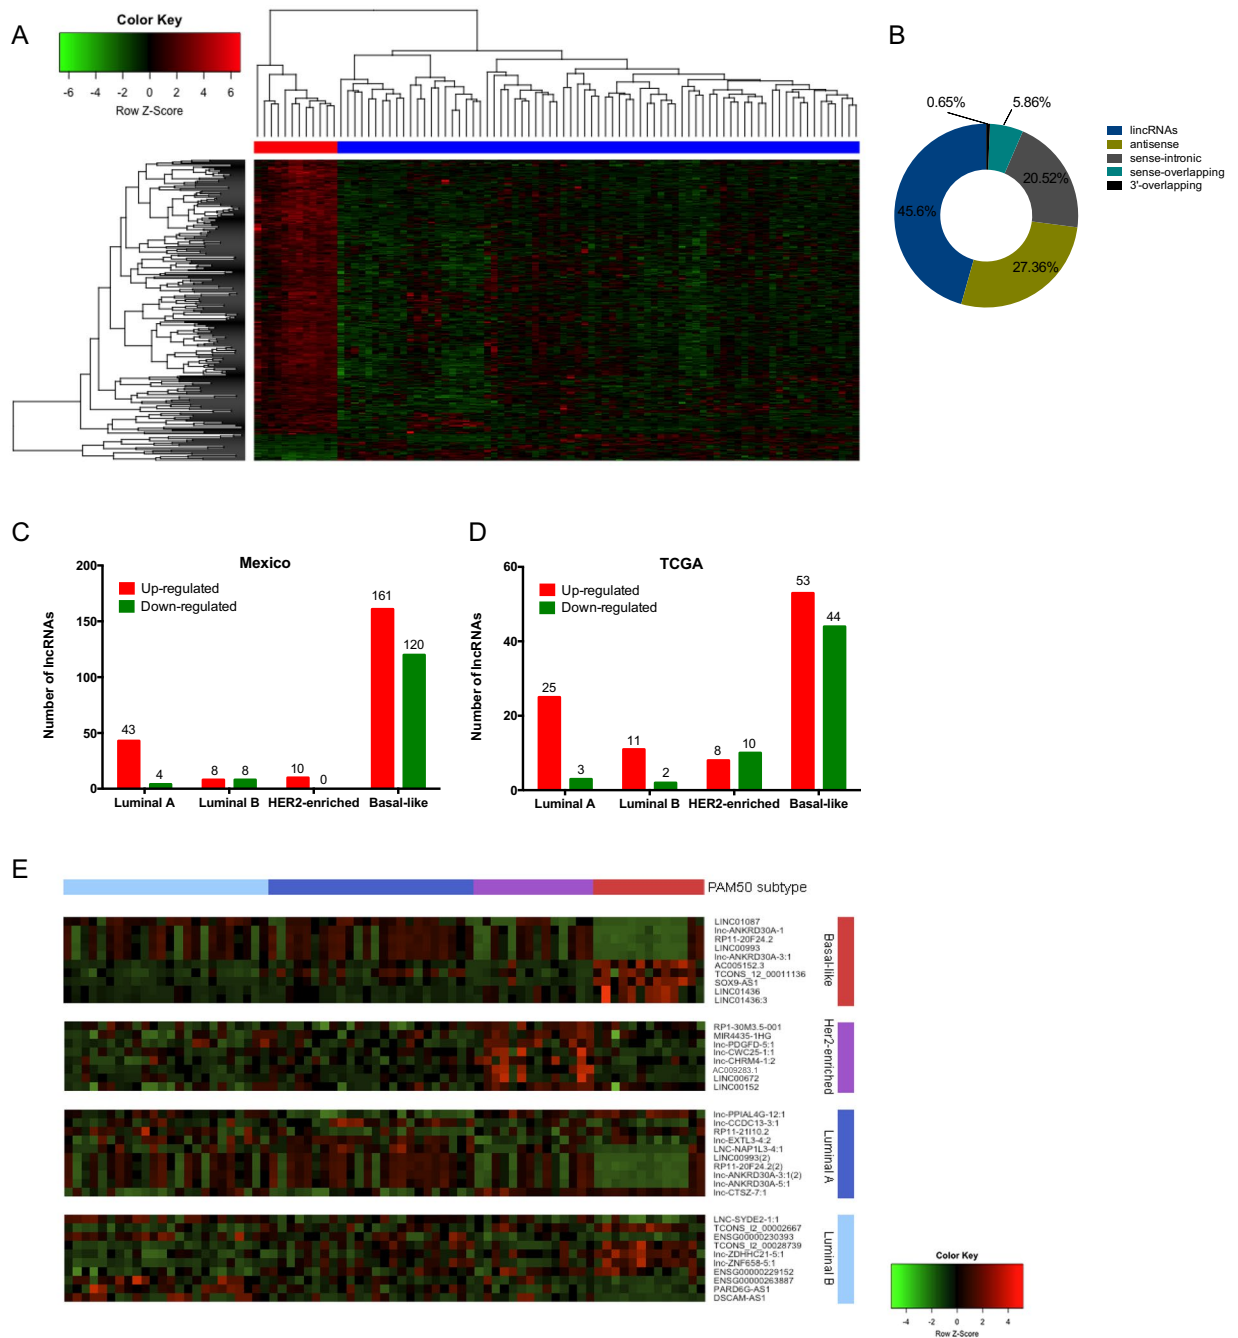 A
Color Key
-6 -4 -2 0 2 4 6
Row Z-Score
B
0.65%
5.86%
20.52%
45.6%
27.36%
lincRNAs
antisense
sense-intronic
sense-overlapping
3'-overlapping
C
Mexico
Number of lncRNAs
200
150
100
50
0
Up-regulated
Down-regulated
43
4
8
8
10
0
161
120
Luminal A Luminal B HER2-enriched Basal-like
D
TCGA
Number of lncRNAs
60
40
20
0
Up-regulated
Down-regulated
25
3
11
2
8
10
53
44
Luminal A Luminal B HER2-enriched Basal-like
E
PAM50 subtype
LINC01087
lnc-ANKRD30A-1
RP11-20F24.2
LINC00993
lnc-ANKRD30A-3:1
AC005152.3
TCONS_12_00011136
SOX9-AS1
LINC01436
LINC01436:3
Basal-like
RP1-30M3.5-001
MIR4435-1HG
lnc-PDGFD-5:1
lnc-CWC25-1:1
lnc-CHRM4-1:2
AC009283.1
LINC00672
LINC00152
Her2-enriched
lnc-PPIAL4G-12:1
lnc-CCDC13-3:1
RP11-21I10.2
lnc-EXTL3-4:2
LNC-NAP1L3-4:1
LINC00993(2)
RP11-20F24.2(2)
lnc-ANKRD30A-3:1(2)
lnc-ANKRD30A-5:1
lnc-CTSZ-7:1
Luminal A
LNC-SYDE2-1:1
TCONS_I2_00002667
ENSG00000230393
TCONS_I2_00028739
lnc-ZDHHC21-5:1
lnc-ZNF658-5:1
ENSG00000229152
ENSG00000263887
PARD6G-AS1
DSCAM-AS1
Luminal B
Color Key
-4 -2 0 2 4
Row Z-Score